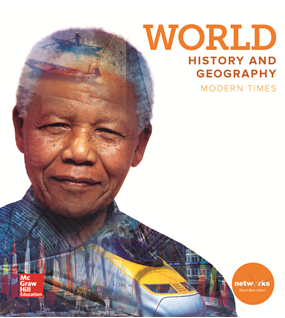 WORLD
HISTORY AND
GEOGRAPHY
MODERN TIMES
Mc
Graw
Hill
Education
networks